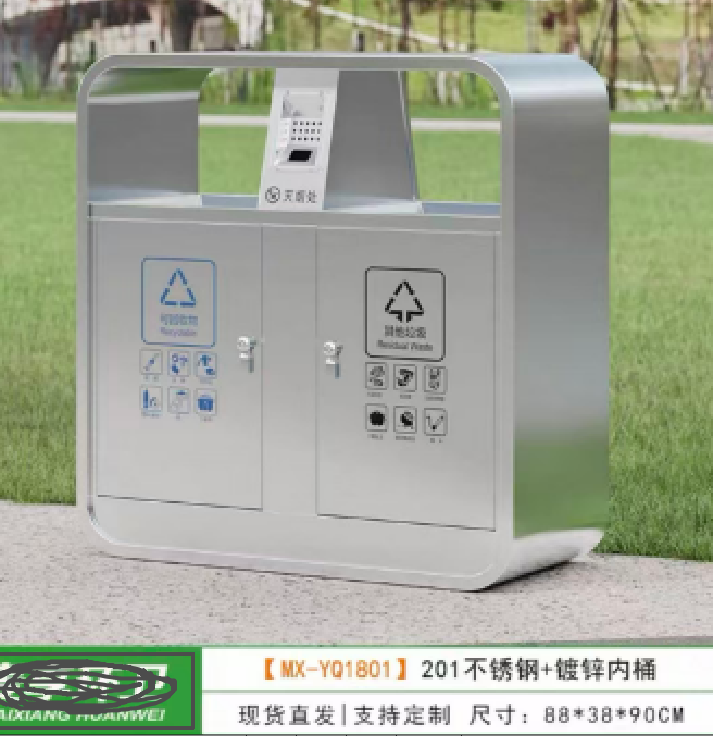 灭烟处
可回收物
Recyclable
其他垃圾
Residual Waste
【MX-YQ1801】201不锈钢+镀锌内桶
AIXIANG HUANWEI
现货直发|支持定制 尺寸：88*38*90CM